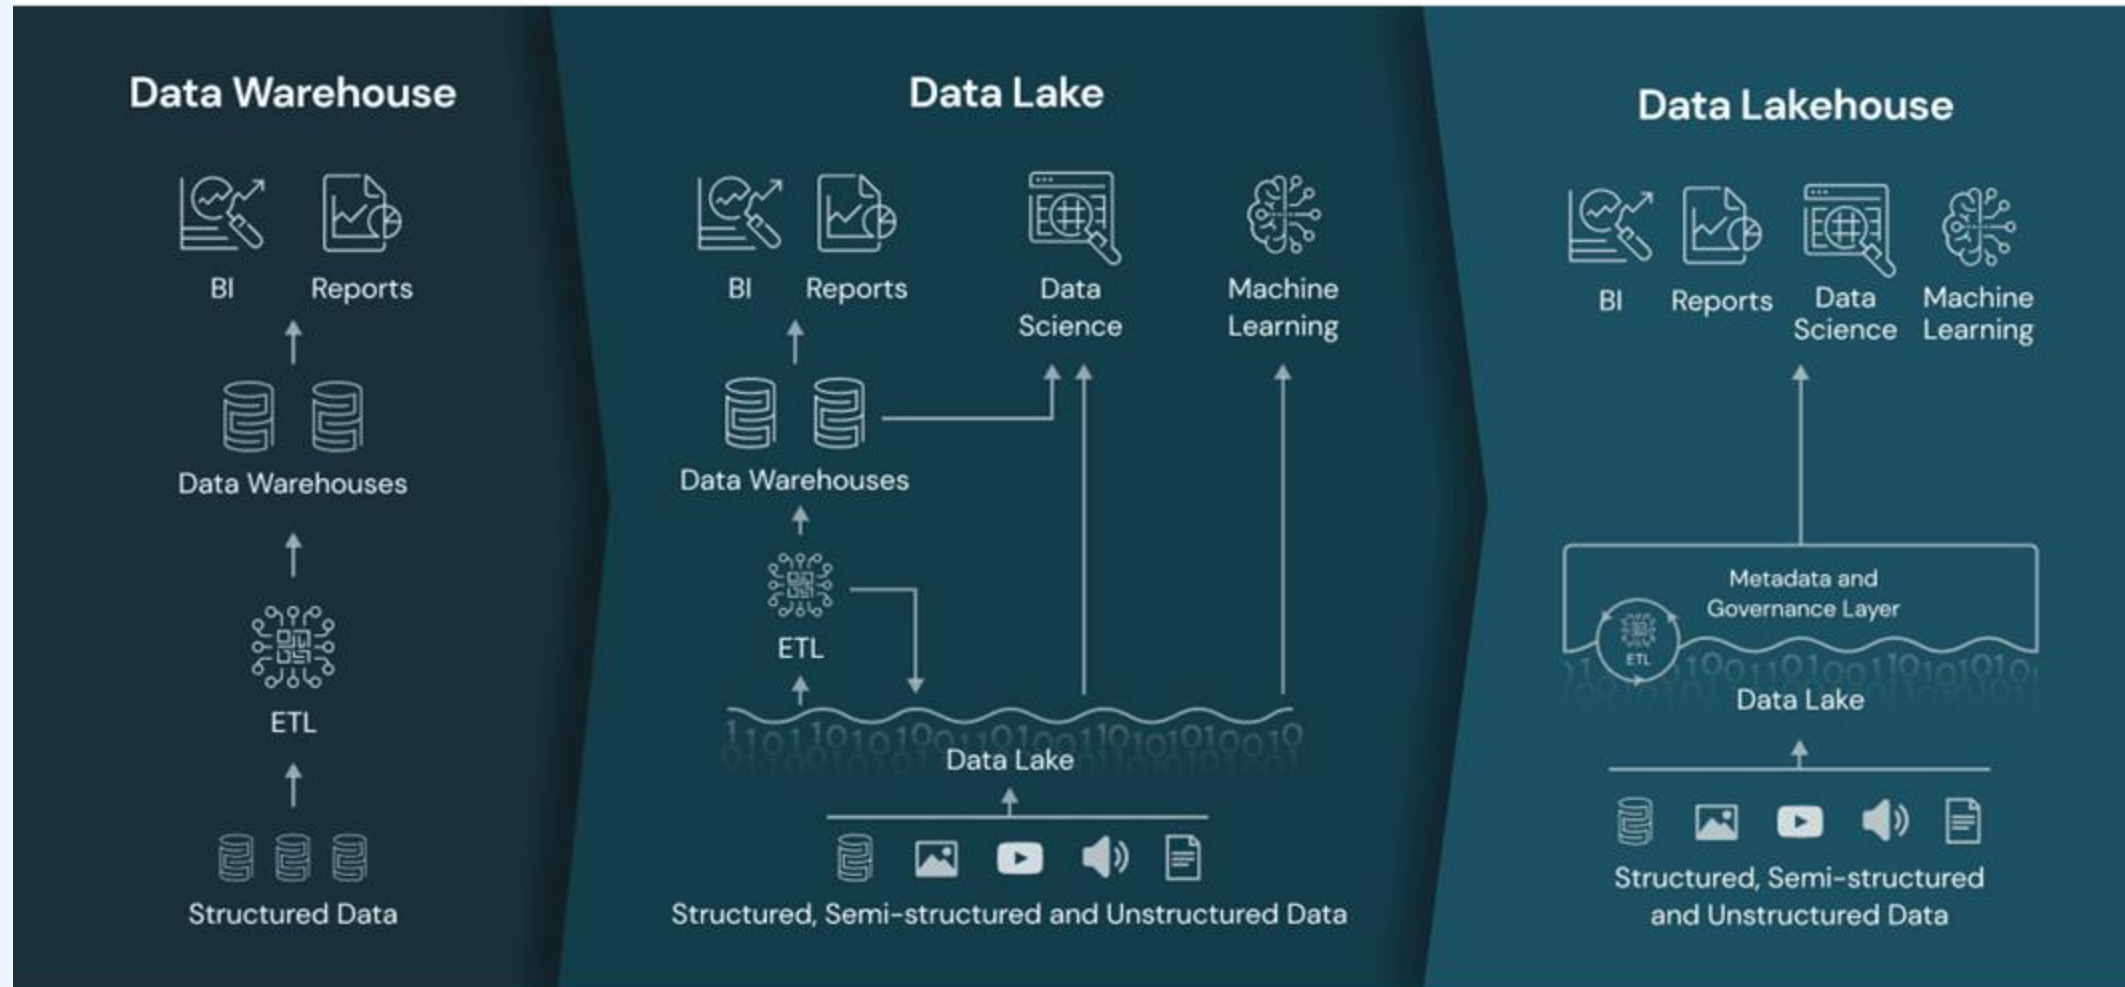 Data Warehouse
BI
Reports
Data Warehouses
ETL
Structured Data
Data Lake
BI
Reports
Data
Science
Machine
Learning
Data Warehouses
ETL
Data Lake
Structured, Semi-structured and Unstructured Data
Data Lakehouse
BI
Reports
Data
Science
Machine
Learning
Metadata and
Governance Layer
ETL
Data Lake
Structured, Semi-structured
and Unstructured Data